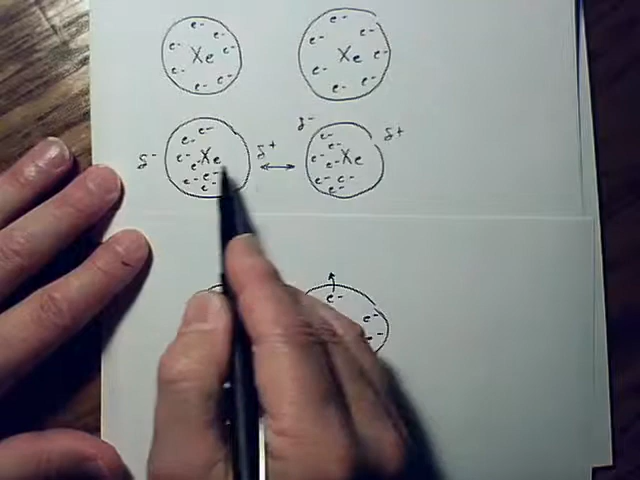 e- e- e- Xe e- e- e- e-
e- e- e- Xe e- e- e- e-
δ- e- e- e- e- Xe e- e- e- e- δ+ ↔ δ- e- e- e- e- Xe e- e- e- δ+
e- e- -